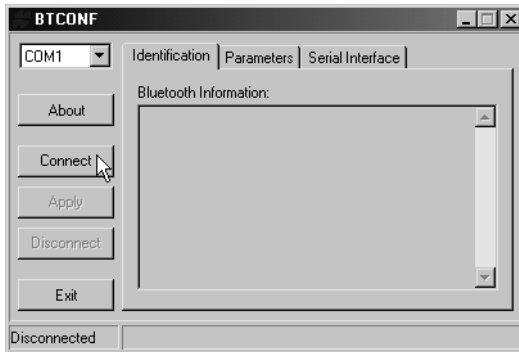 BTCONF
COM1
Identification Parameters Serial Interface
About
Connect
Apply
Disconnect
Exit
Bluetooth Information:
Disconnected